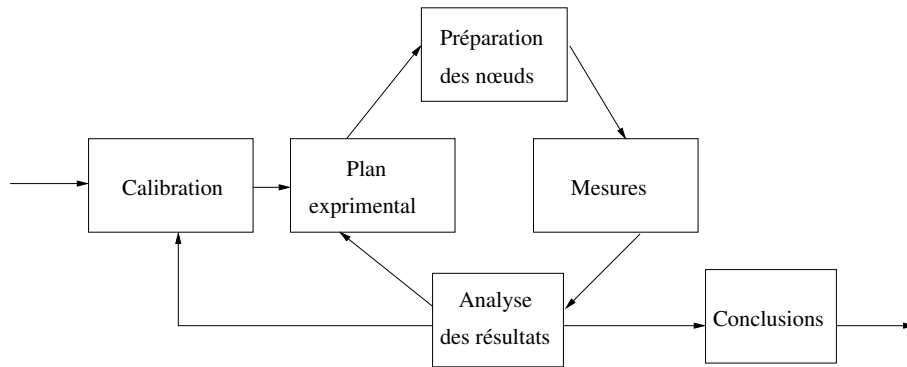 Préparation
des nœuds
Calibration
Plan
exprimental
Mesures
Analyse
des résultats
Conclusions